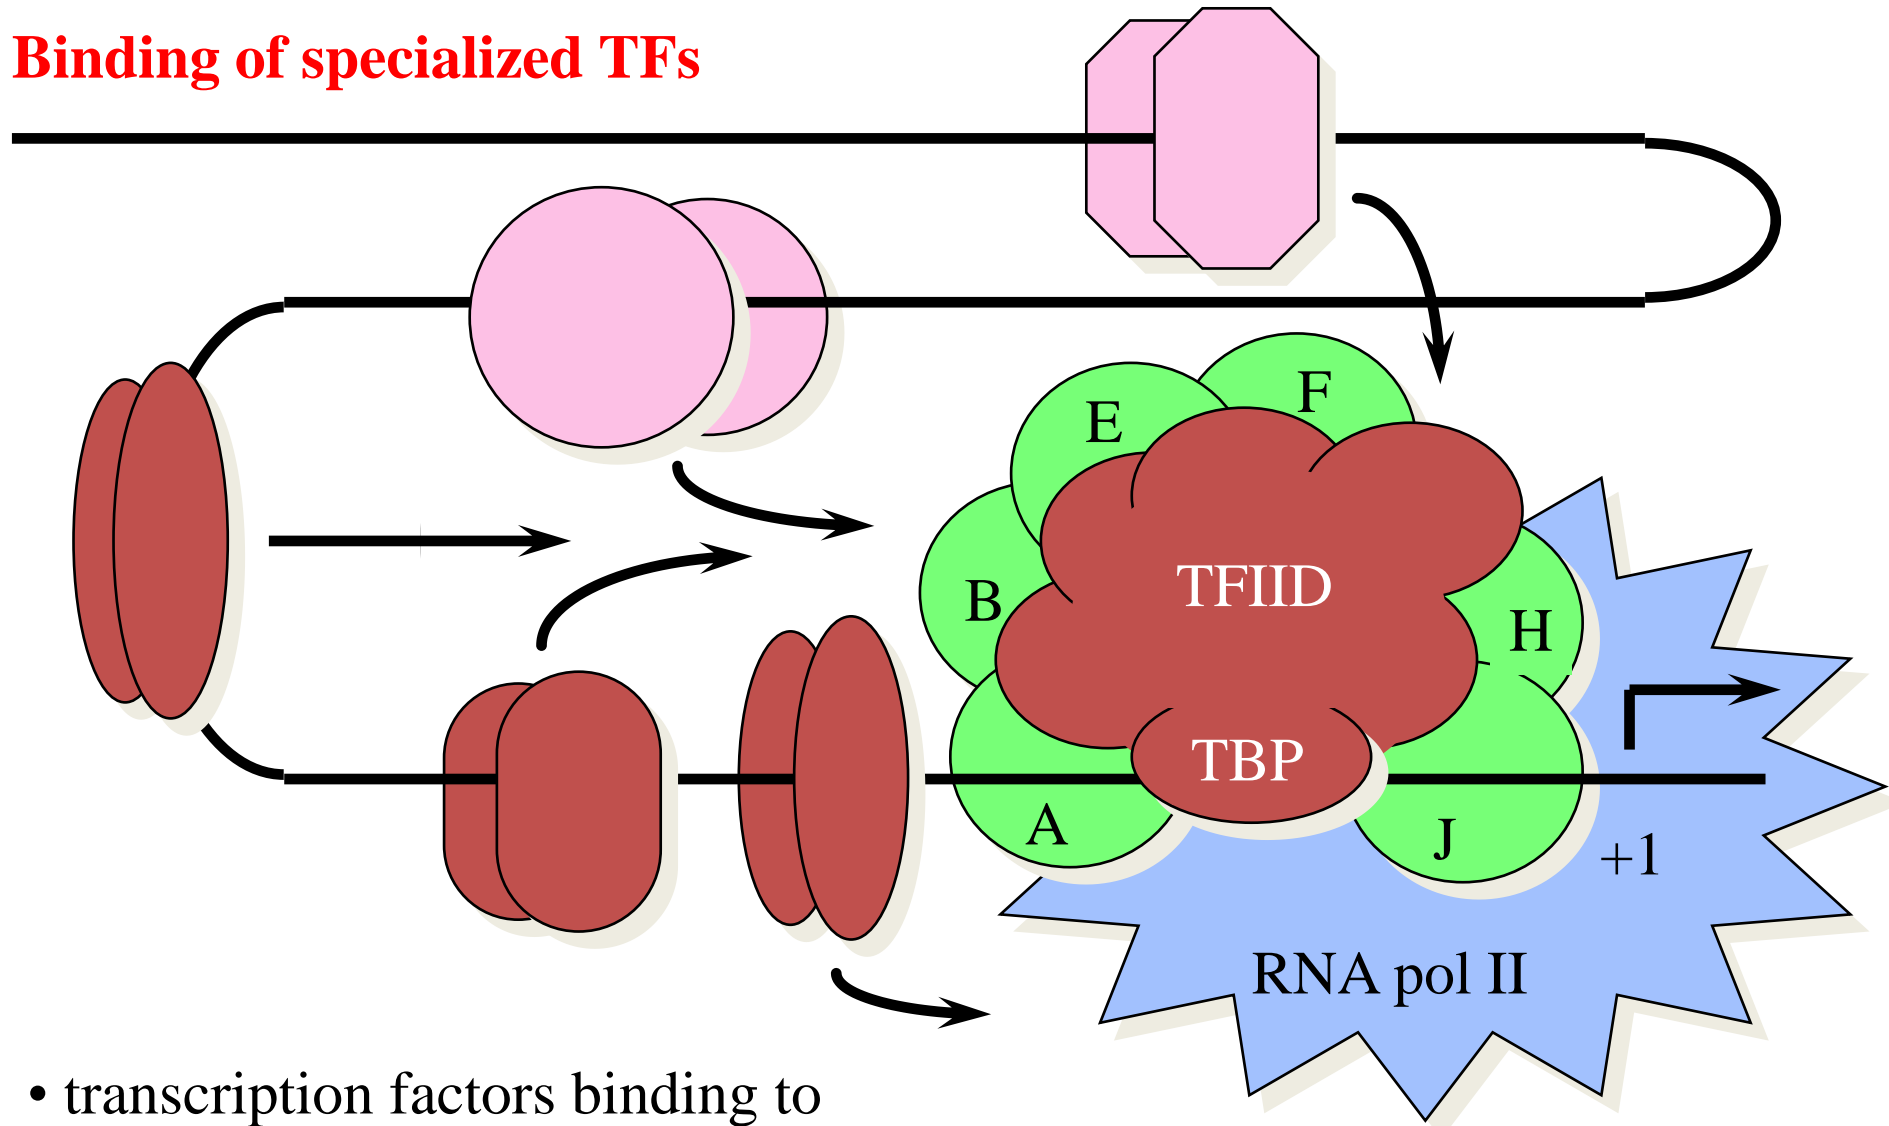 Binding of specialized TFs
F
E
TFIID
B
H
TBP
A
J
+1
RNA pol II
• transcription factors binding to